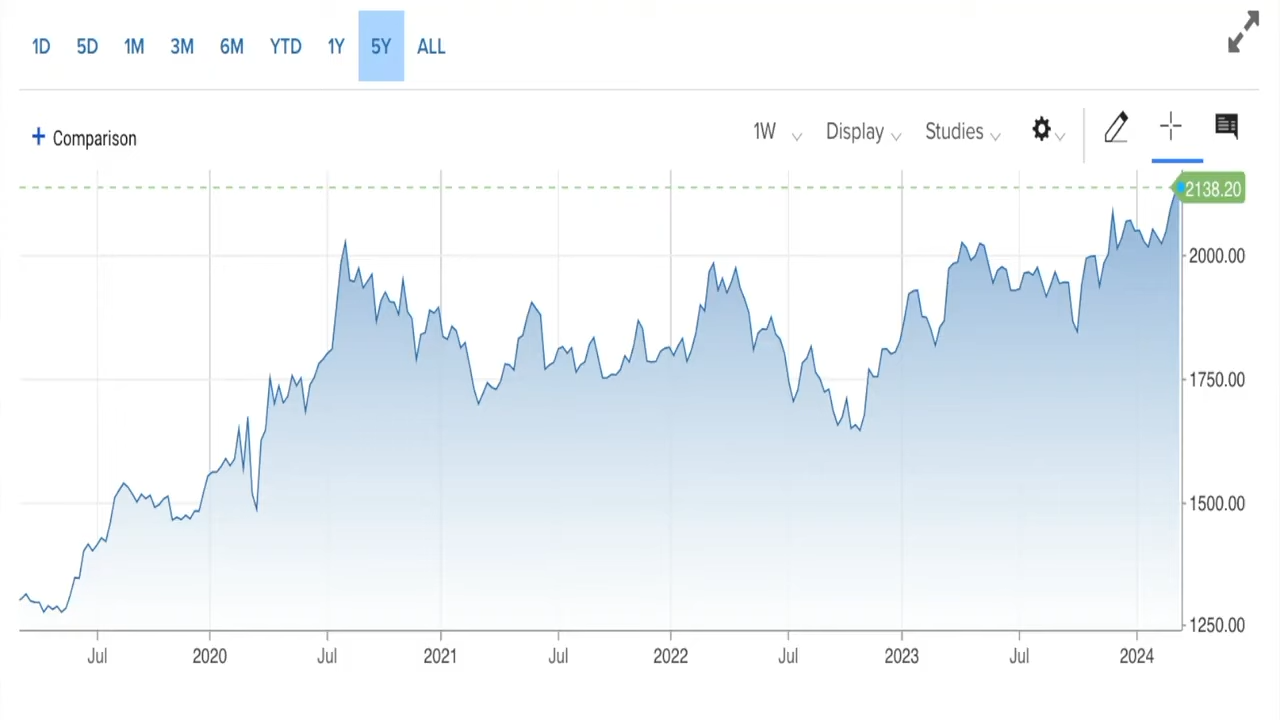 1D 5D 1M 3M 6M YTD 1Y 5Y ALL
+ Comparison
1W Display Studies
2138.20
2000.00
1750.00
1500.00
1250.00
Jul 2020 Jul 2021 Jul 2022 Jul 2023 Jul 2024